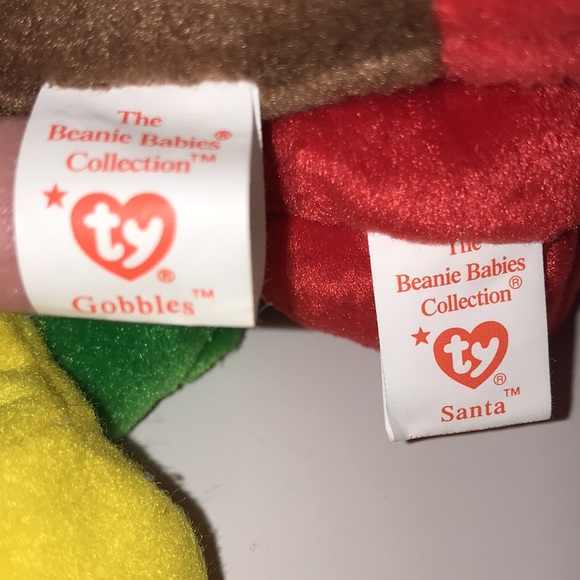 The
Beanie Babies®
Collection™
ty®
Gobbles™
The
Beanie Babies
Collection®
ty®
Santa™